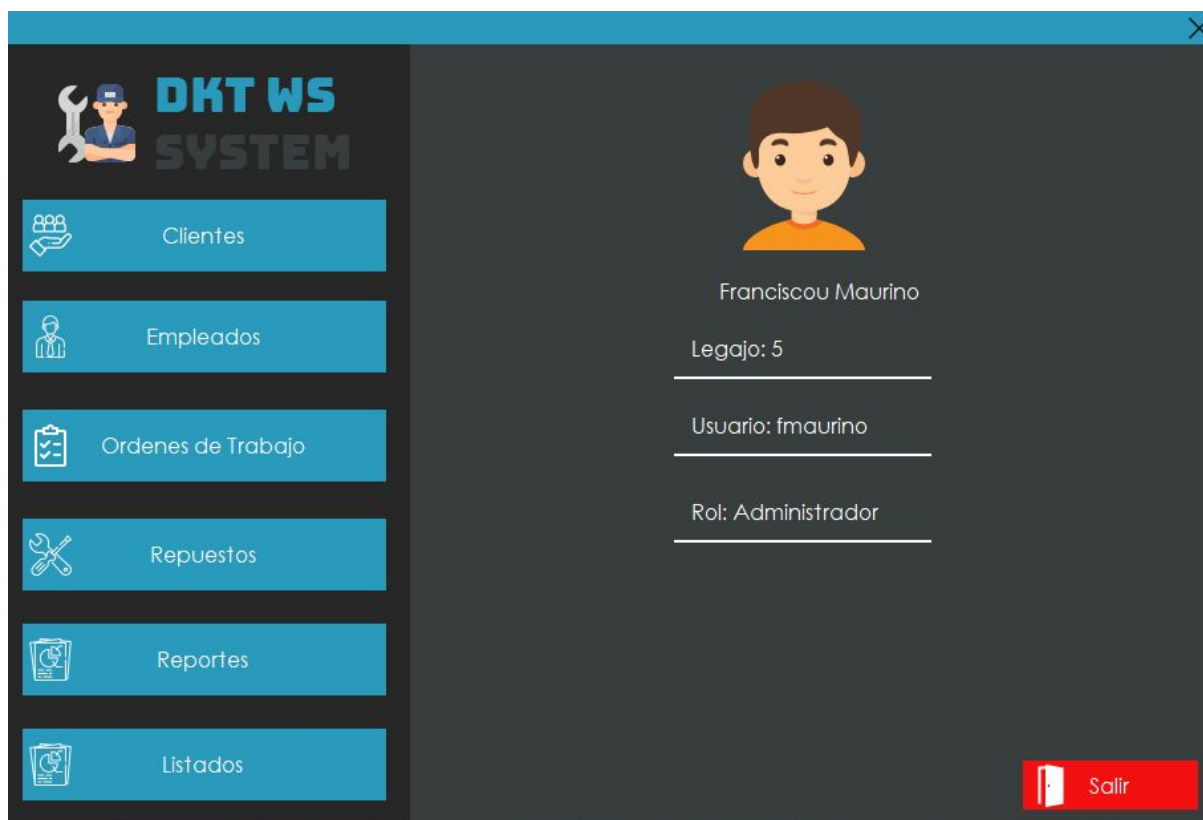 DKT WS
SYSTEM
Clientes
Empleados
Ordenes de Trabajo
Repuestos
Reportes
Listados
Franciscou Maurino
Legajo: 5
Usuario: fmaurino
Rol: Administrador
Salir